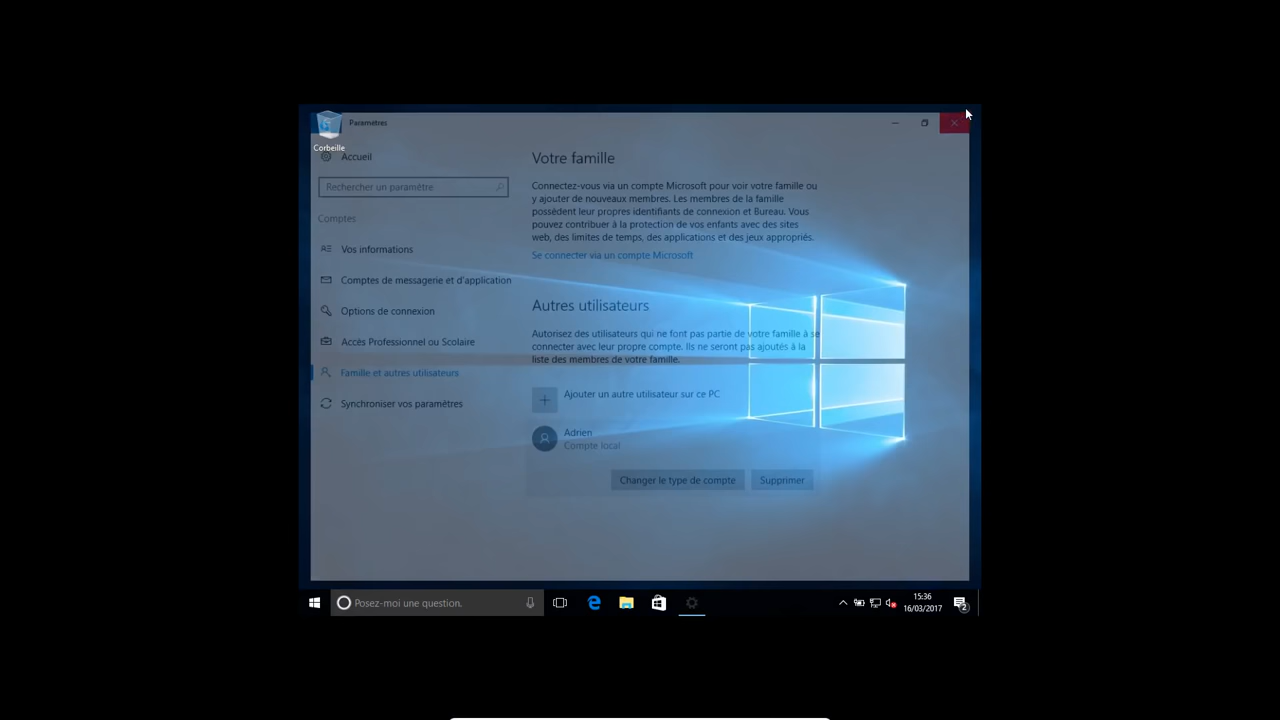 Corbeille
Paramètres
Accueil
Rechercher un paramètre
Comptes
Vos informations
Comptes de messagerie et d'application
Options de connexion
Accès Professionnel ou Scolaire
Famille et autres utilisateurs
Synchroniser vos paramètres
Votre famille
Connectez-vous via un compte Microsoft pour voir votre famille ou
y ajouter de nouveaux membres. Les membres de la famille
possèdent leur propres identifiants de connexion et Bureau. Vous
pouvez contribuer à la protection de vos enfants avec des sites
web, des limites de temps, des applications et des jeux appropriés.
Se connecter via un compte Microsoft
Autres utilisateurs
Autorisez des utilisateurs qui ne font pas partie de votre famille à se
connecter avec leur propre compte. Ils ne seront pas ajoutés à la
liste des membres de votre famille.
Ajouter un autre utilisateur sur ce PC
Adrien
Compte local
Changer le type de compte
Supprimer
Posez-moi une question.
15:36
16/03/2017
2